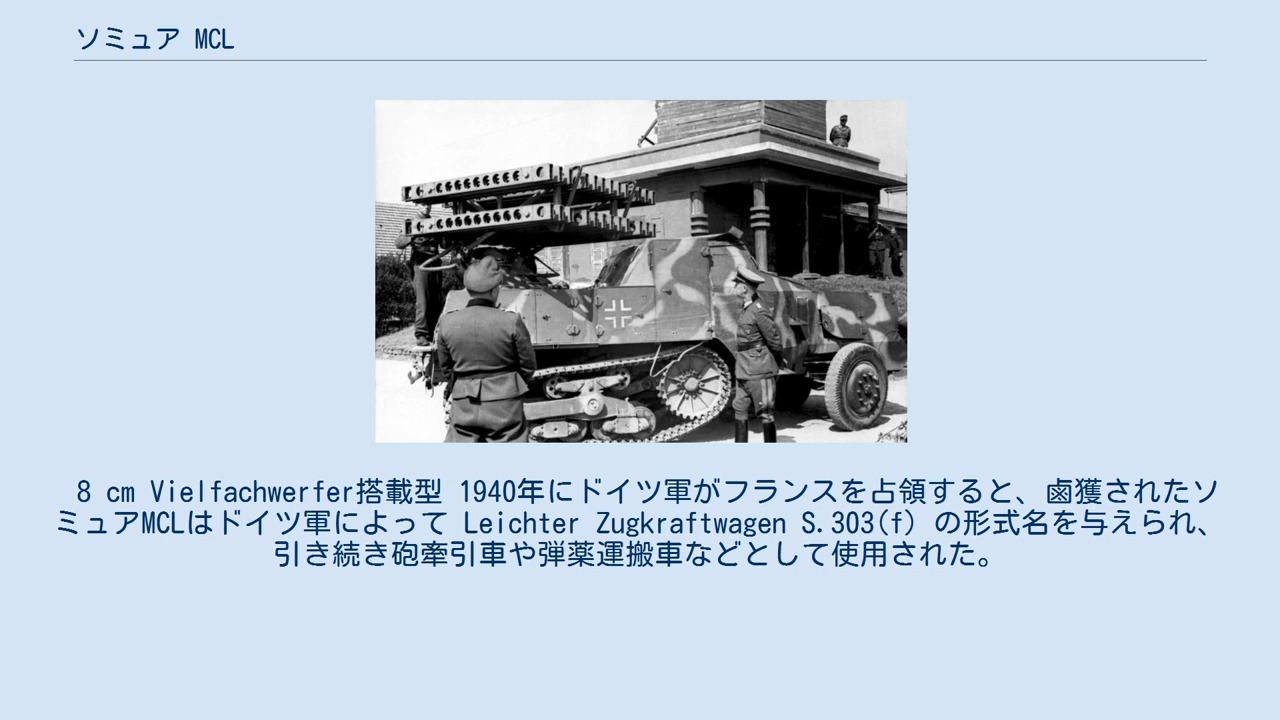 ソミュア MCL
8 cm Vielfachwerfer搭載型 1940年にドイツ軍がフランスを占領すると、鹵獲されたソ
ミュアMCLはドイツ軍によって Leichter Zugkraftwagen S.303(f) の形式名を与えられ、
引き続き砲牽引車や弾薬運搬車などとして使用された。